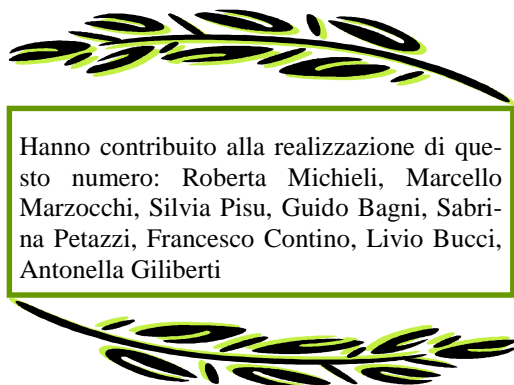 Hanno contribuito alla realizzazione di que-
sto numero: Roberta Michieli, Marcello
Marzocchi, Silvia Pisu, Guido Bagni, Sabri-
na Petazzi, Francesco Contino, Livio Bucci,
Antonella Giliberti